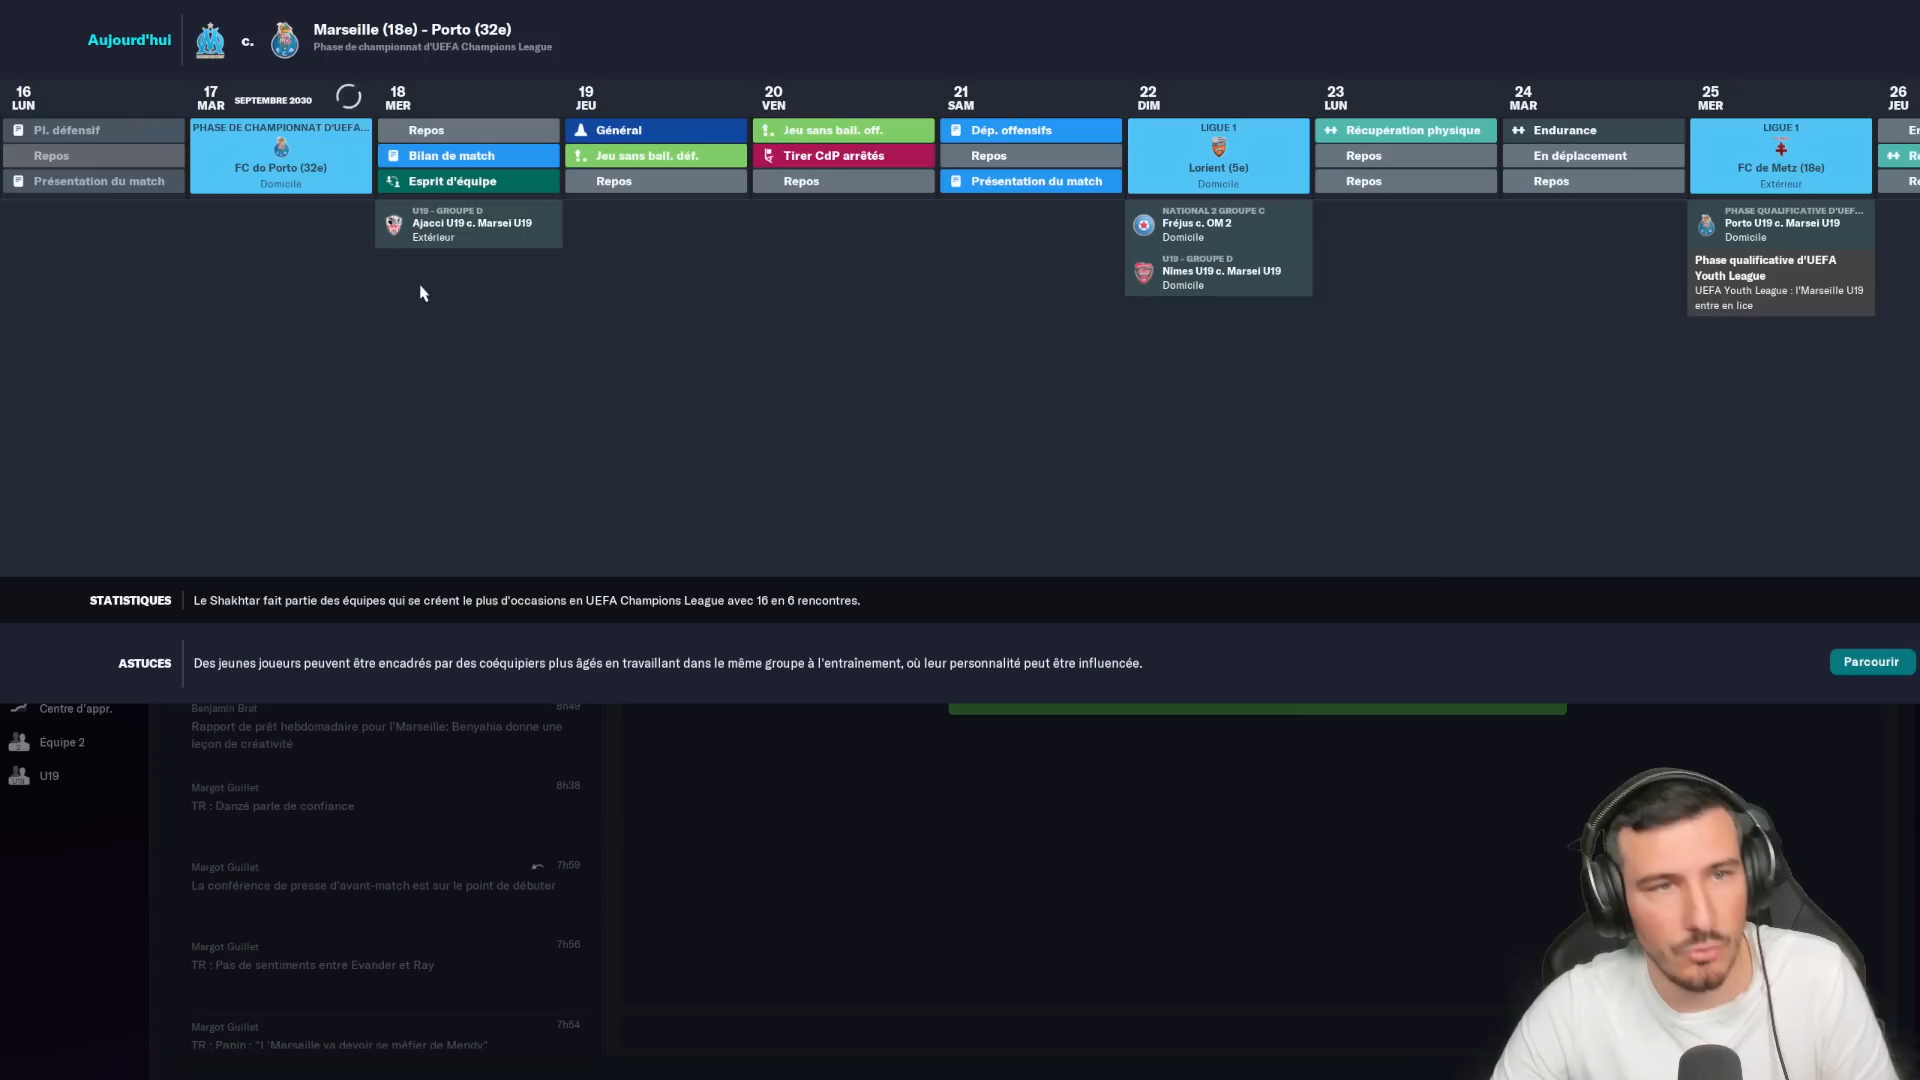 Aujourd'hui
c.
Marseille (18e) - Porto (32e)
Phase de championnat d'UEFA Champions League
16
LUN
17
MAR
SEPTEMBRE 2030
18
MER
19
JEU
20
VEN
21
SAM
22
DIM
23
LUN
24
MAR
25
MER
26
JEU
Pl. défensif
Repos
Présentation du match
PHASE DE CHAMPIONNAT D'UEFA...
FC do Porto (32e)
Domicile
Repos
Bilan de match
Esprit d'équipe
U19 - GROUPE D
Ajacci U19 c. Marsei U19
Extérieur
Général
Jeu sans ball. déf.
Repos
Jeu sans ball. off.
Tirer CdP arrêtés
Repos
Dép. offensifs
Repos
Présentation du match
LIGUE 1
Lorient (5e)
Domicile
NATIONAL 2 GROUPE C
Fréjus c. OM 2
Domicile
U19 - GROUPE D
Nîmes U19 c. Marsei U19
Domicile
Récupération physique
Repos
Repos
Endurance
En déplacement
Repos
LIGUE 1
FC de Metz (18e)
Extérieur
PHASE QUALIFICATIVE D'UEF...
Porto U19 c. Marsei U19
Domicile
Phase qualificative d'UEFA
Youth League
UEFA Youth League : l'Marseille U19
entre en lice
STATISTIQUES
Le Shakhtar fait partie des équipes qui se créent le plus d'occasions en UEFA Champions League avec 16 en 6 rencontres.
ASTUCES
Des jeunes joueurs peuvent être encadrés par des coéquipiers plus âgés en travaillant dans le même groupe à l'entraînement, où leur personnalité peut être influencée.
Parcourir
Centre d'appr.
Équipe 2
U19
Benjamin Brat
8h49
Rapport de prêt hebdomadaire pour l'Marseille: Benyahia donne une
leçon de créativité
Margot Guillet
8h38
TR : Danzé parle de confiance
Margot Guillet
7h59
La conférence de presse d'avant-match est sur le point de débuter
Margot Guillet
7h56
TR : Pas de sentiments entre Evander et Ray
Margot Guillet
7h54
TR : Papin : "L'Marseille va devoir se méfier de Mendy"